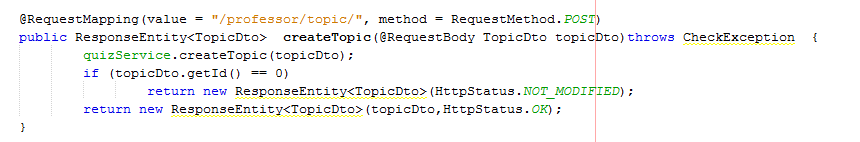 @RequestMapping(value = "/professor/topic/", method = RequestMethod.POST)
public ResponseEntity<TopicDto>  createTopic(@RequestBody TopicDto topicDto)throws CheckException  {
        quizService.createTopic(topicDto);
        if (topicDto.getId() == 0)
                return new ResponseEntity<TopicDto>(HttpStatus.NOT_MODIFIED);
        return new ResponseEntity<TopicDto>(topicDto,HttpStatus.OK);
}